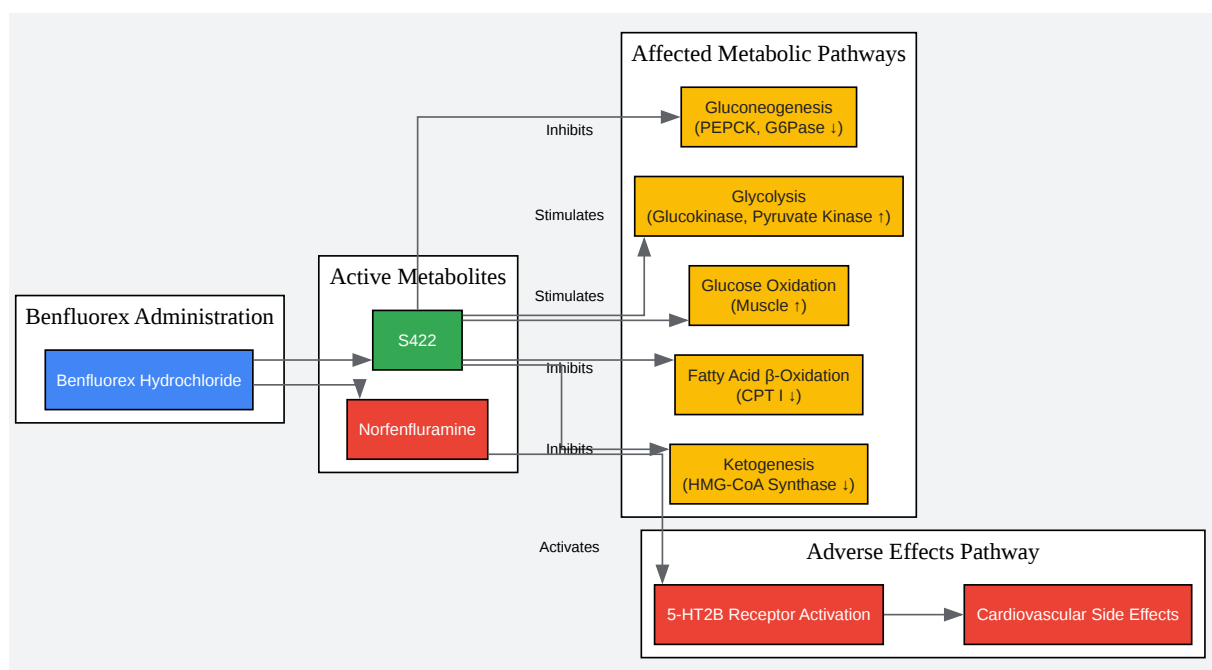 Affected Metabolic Pathways
Gluconeogenesis
(PEPCK, G6Pase ↓)
Inhibits
Glycolysis
(Glucokinase, Pyruvate Kinase ↑)
Stimulates
Active Metabolites
Glucose Oxidation
(Muscle ↑)
Stimulates
Benfluorex Administration
S422
Benfluorex Hydrochloride
Fatty Acid β-Oxidation
(CPT I ↓)
Inhibits
Norfenfluramine
Inhibits
Ketogenesis
(HMG-CoA Synthase ↓)
Activates
Adverse Effects Pathway
5-HT2B Receptor Activation
Cardiovascular Side Effects